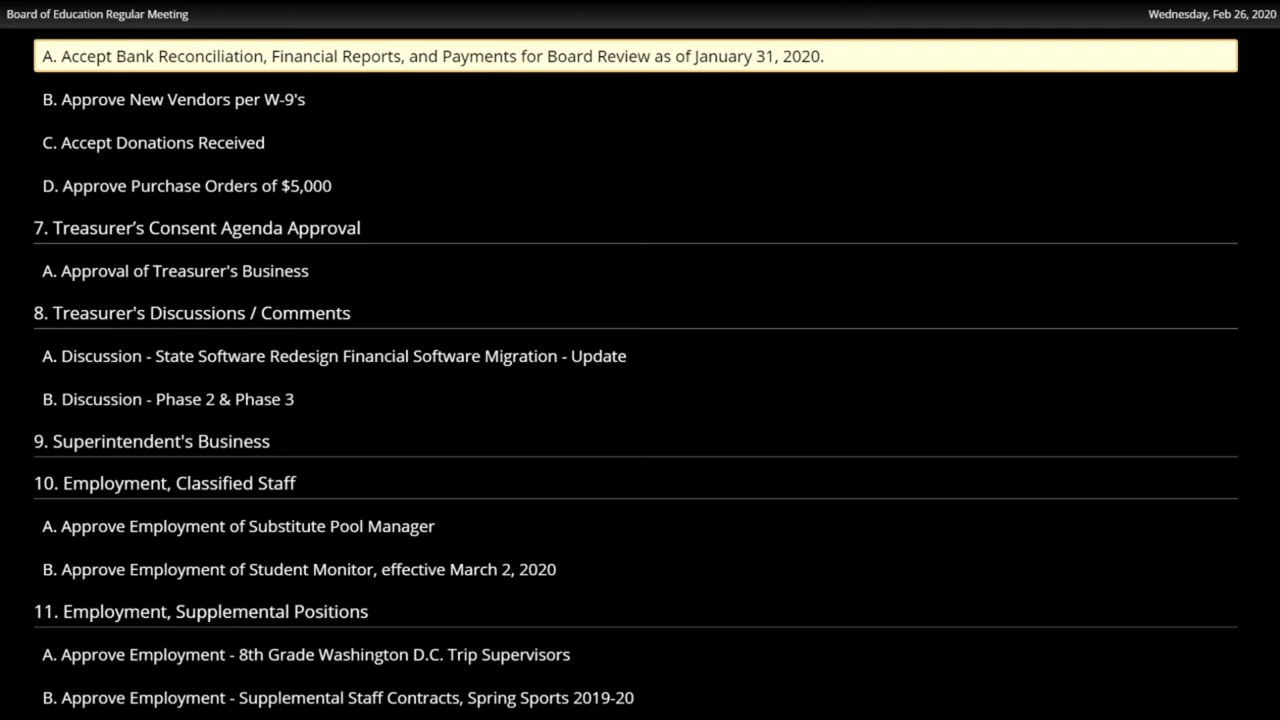 Board of Education Regular Meeting
Wednesday, Feb 26, 2020
A. Accept Bank Reconciliation, Financial Reports, and Payments for Board Review as of January 31, 2020.
B. Approve New Vendors per W-9's
C. Accept Donations Received
D. Approve Purchase Orders of $5,000
7. Treasurer’s Consent Agenda Approval
A. Approval of Treasurer's Business
8. Treasurer's Discussions / Comments
A. Discussion - State Software Redesign Financial Software Migration - Update
B. Discussion - Phase 2 & Phase 3
9. Superintendent's Business
10. Employment, Classified Staff
A. Approve Employment of Substitute Pool Manager
B. Approve Employment of Student Monitor, effective March 2, 2020
11. Employment, Supplemental Positions
A. Approve Employment - 8th Grade Washington D.C. Trip Supervisors
B. Approve Employment - Supplemental Staff Contracts, Spring Sports 2019-20